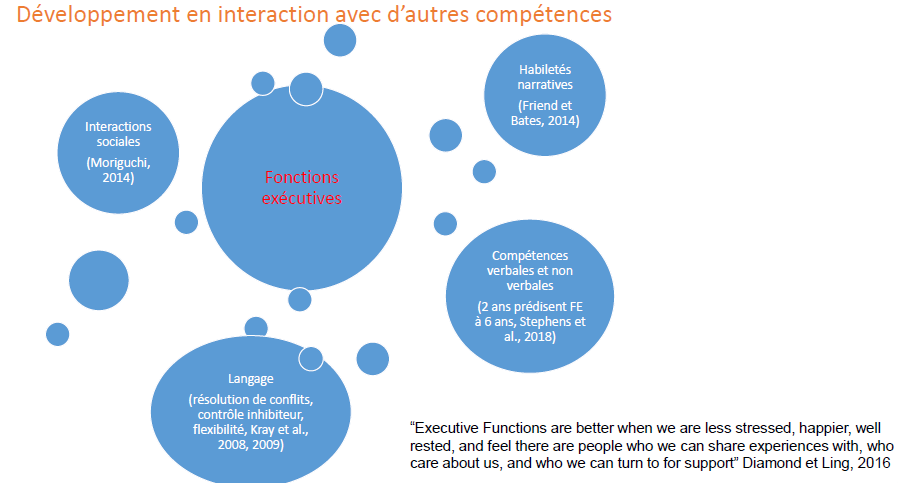 Développement en interaction avec d’autres compétences
Habiletés
narratives
(Friend et
Bates, 2014)
Interactions
sociales
(Moriguchi,
2014)
Fonctions
exécutives
Compétences
verbales et non
verbales
(2 ans prédisent FE
à 6 ans, Stephens et
al., 2018)
Langage
(résolution de conflits,
contrôle inhibiteur,
flexibilité, Kray et al.,
2008, 2009)
“Executive Functions are better when we are less stressed, happier, well
rested, and feel there are people who we can share experiences with, who
care about us, and who we can turn to for support” Diamond et Ling, 2016